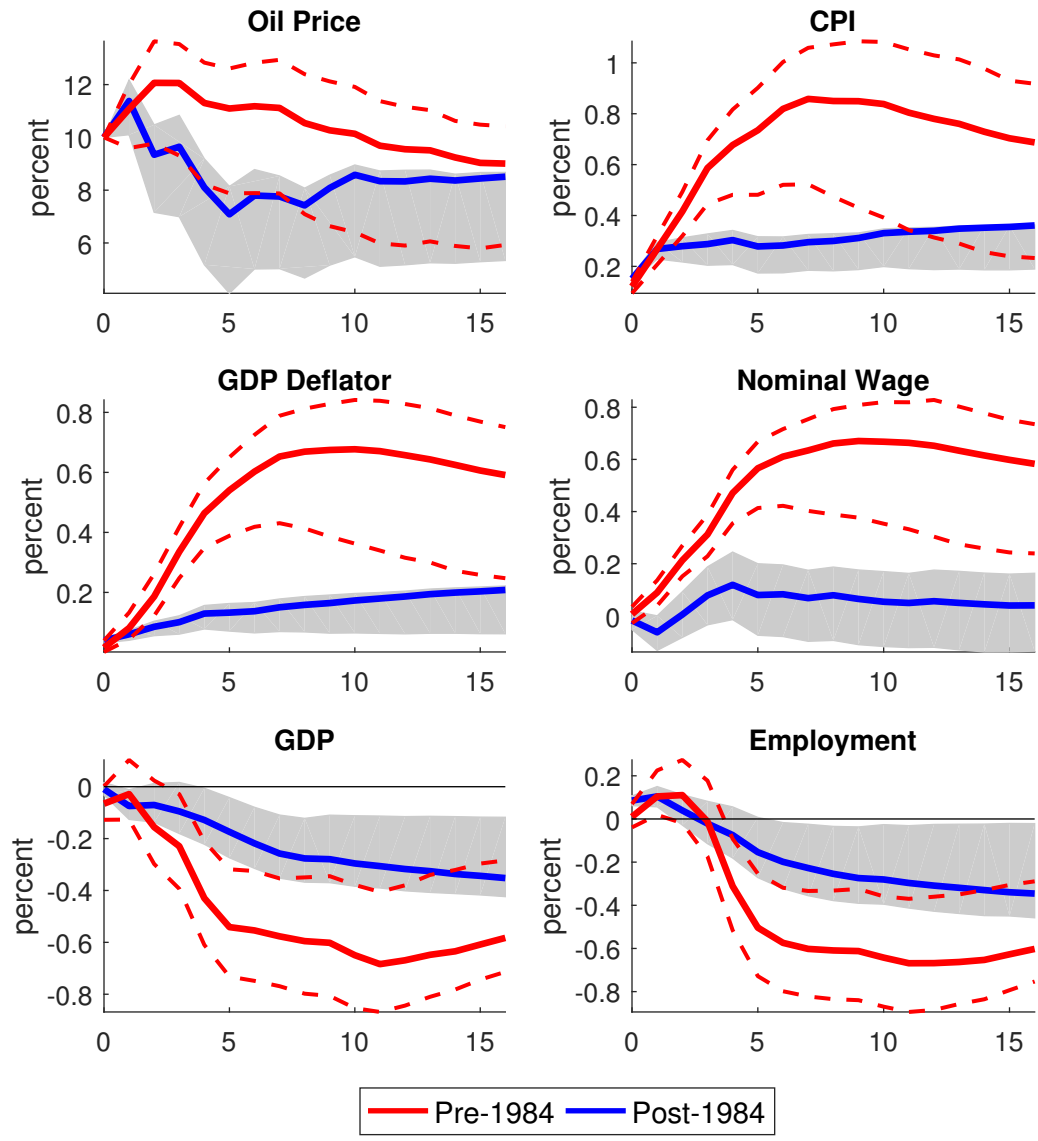 Oil Price
percent
12
10
8
6
0 5 10 15
CPI
percent
1
0.8
0.6
0.4
0.2
0 5 10 15
GDP Deflator
percent
0.8
0.6
0.4
0.2
0 5 10 15
Nominal Wage
percent
0.8
0.6
0.4
0.2
0
0 5 10 15
GDP
percent
0
-0.2
-0.4
-0.6
-0.8
0 5 10 15
Employment
percent
0.2
0
-0.2
-0.4
-0.6
-0.8
0 5 10 15
Pre-1984 Post-1984